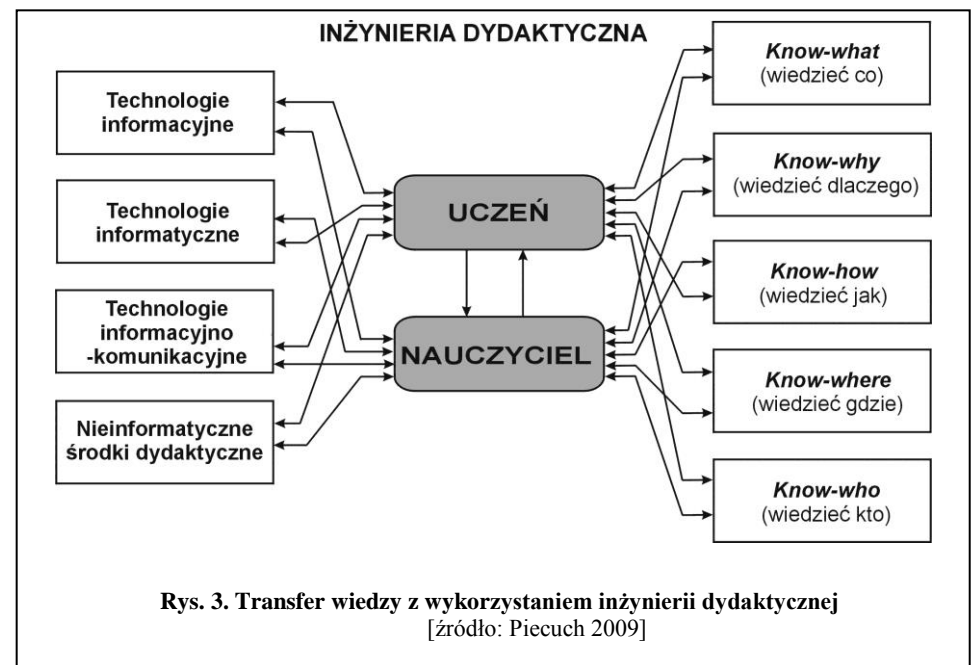 INŻYNIERIA DYDAKTYCZNA
Technologie
informacyjne
Technologie
informatyczne
Technologie
informacyjno
-komunikacyjne
Nieinformatyczne
środki dydaktyczne
UCZEŃ
NAUCZYCIEL
Know-what
(wiedzieć co)
Know-why
(wiedzieć dlaczego)
Know-how
(wiedzieć jak)
Know-where
(wiedzieć gdzie)
Know-who
(wiedzieć kto)
Rys. 3. Transfer wiedzy z wykorzystaniem inżynierii dydaktycznej
[źródło: Piecuch 2009]